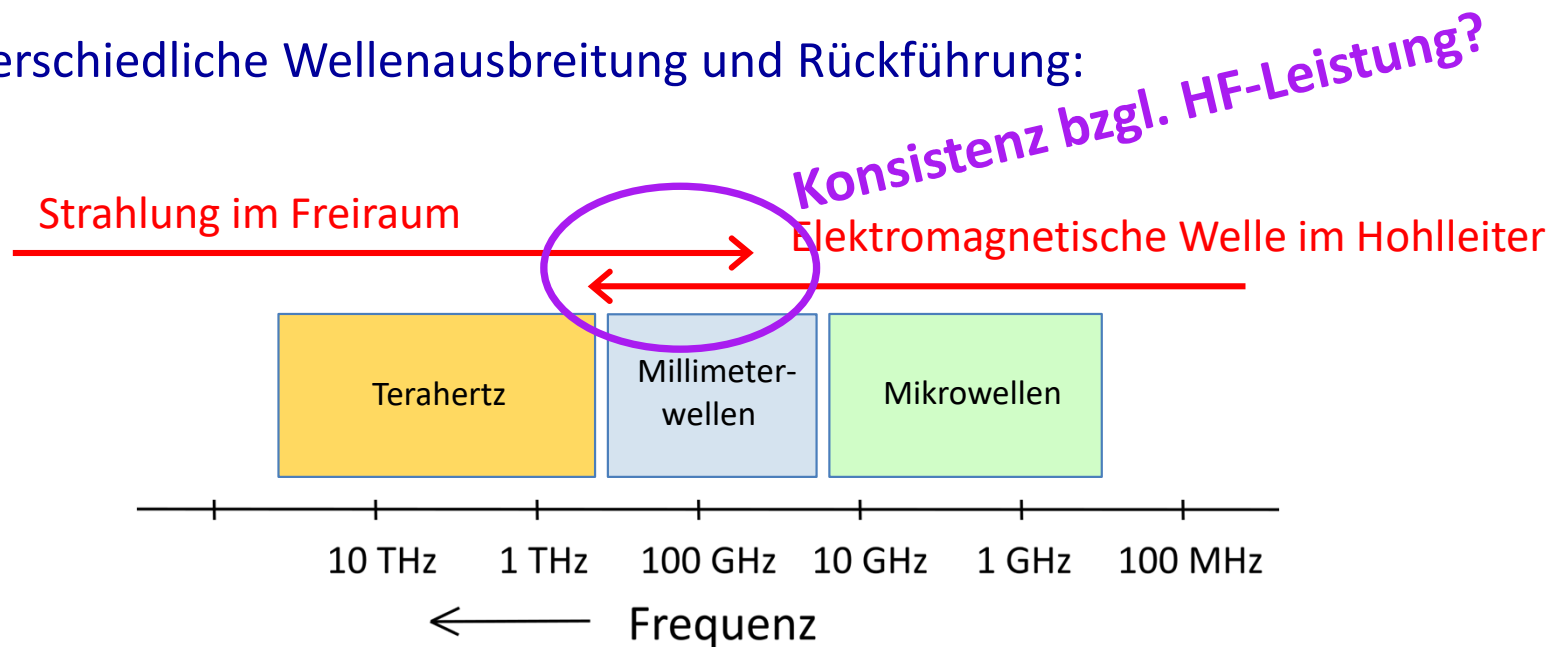 erschiedliche Wellenausbreitung und Rückführung:
Konsistenz bzgl. HF-Leistung?
Strahlung im Freiraum
Elektromagnetische Welle im Hohlleiter
Terahertz
Millimeter-
wellen
Mikrowellen
10 THz 1 THz 100 GHz 10 GHz 1 GHz 100 MHz
Frequenz